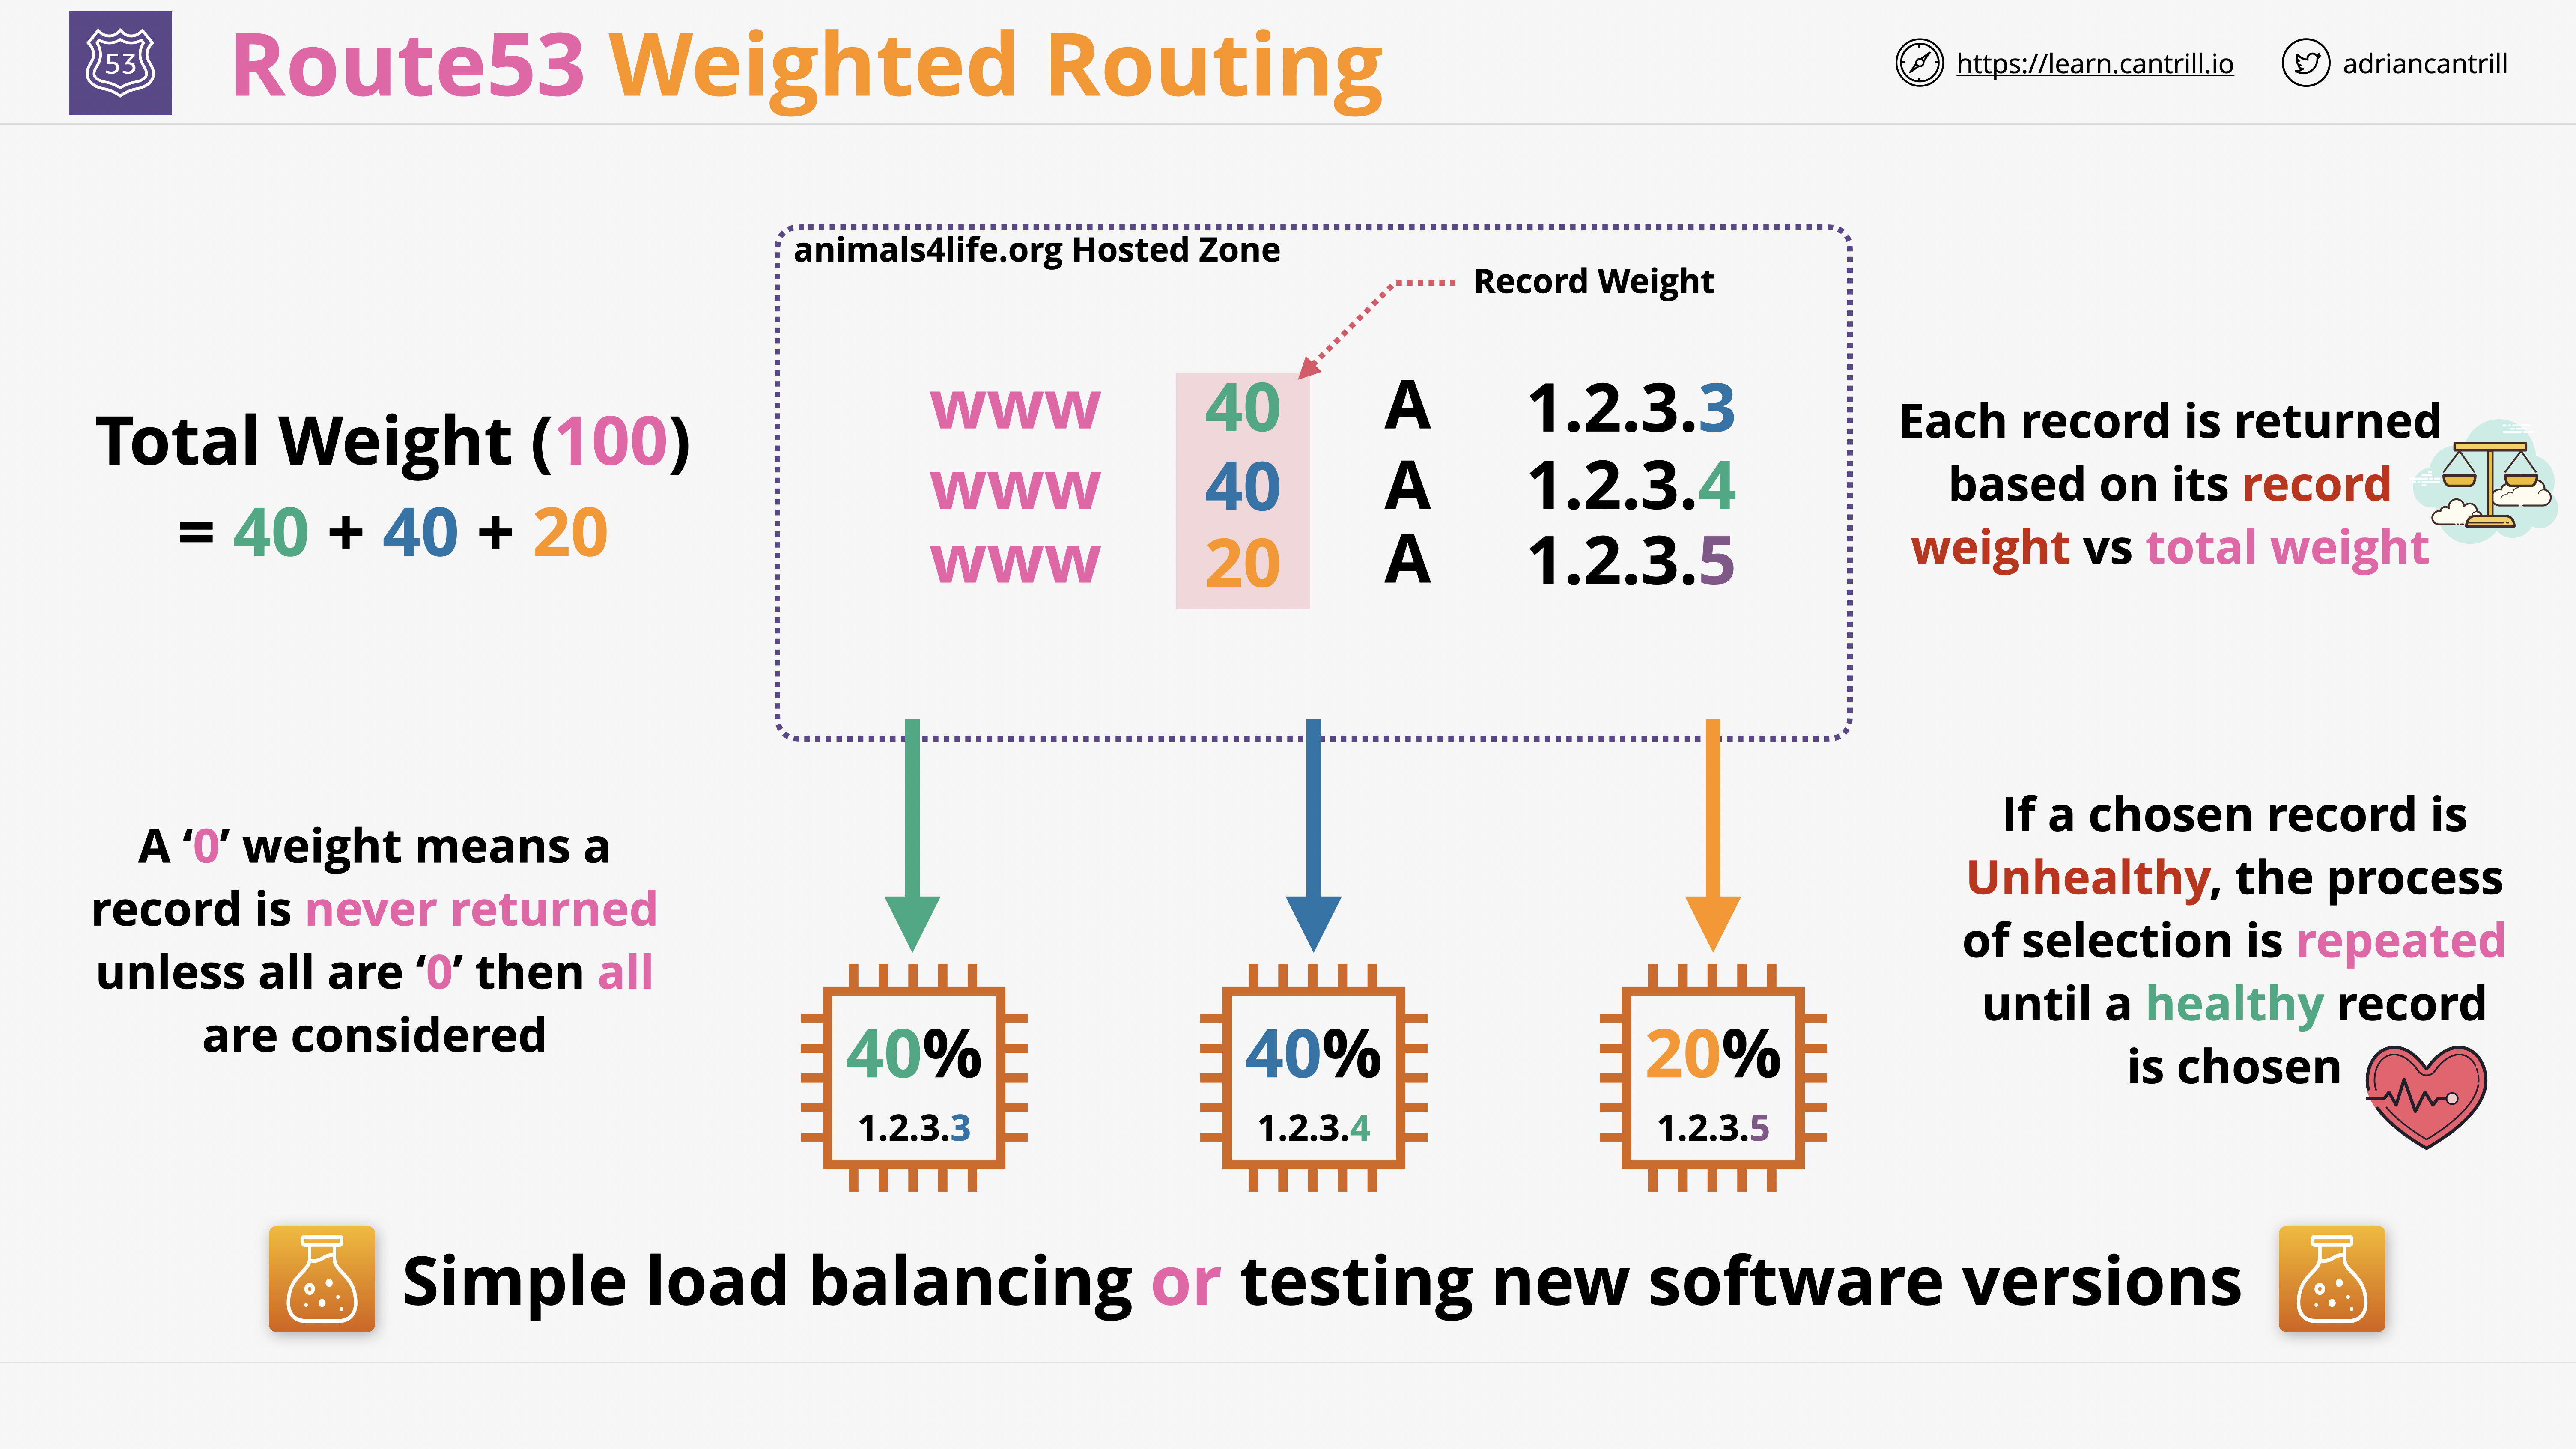 53
Route53 Weighted Routing
https://learn.cantrill.io
adriancantrill
animals4life.org Hosted Zone
Record Weight
www 40 A 1.2.3.3
www 40 A 1.2.3.4
www 20 A 1.2.3.5
Total Weight (100)
= 40 + 40 + 20
Each record is returned
based on its record
weight vs total weight
A ‘0’ weight means a
record is never returned
unless all are ‘0’ then all
are considered
40%
1.2.3.3
40%
1.2.3.4
20%
1.2.3.5
If a chosen record is
Unhealthy, the process
of selection is repeated
until a healthy record
is chosen
Simple load balancing or testing new software versions